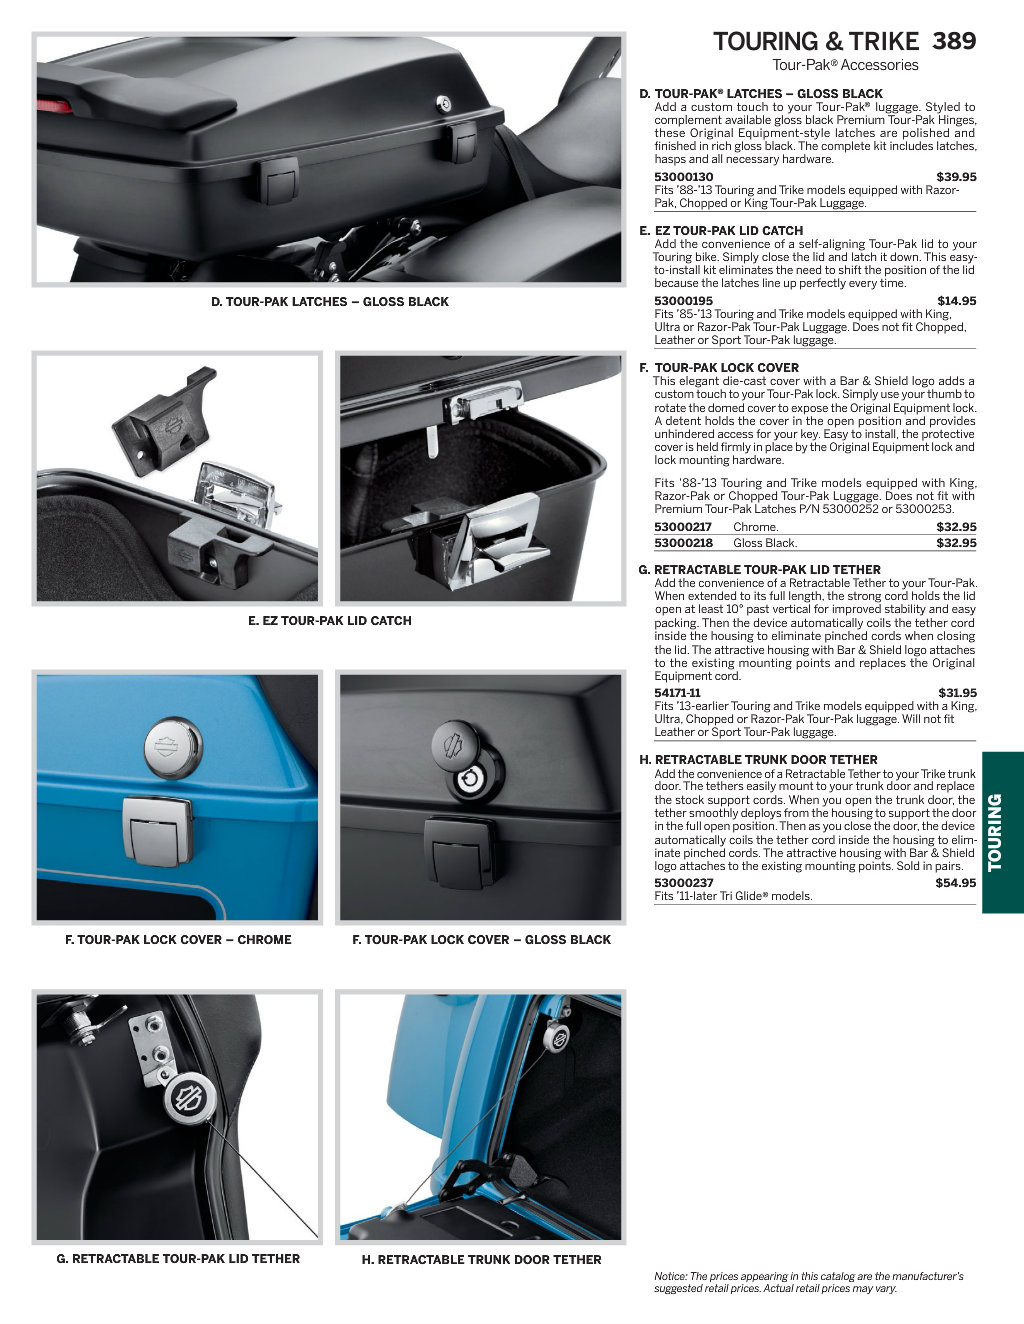 TOURING & TRIKE 389
Tour-Pak® Accessories
D. TOUR-PAK® LATCHES – GLOSS BLACK
Add a custom touch to your Tour-Pak® luggage. Styled to
complement available gloss black Premium Tour-Pak Hinges,
these Original Equipment-style latches are polished and
finished in rich gloss black. The complete kit includes latches,
hasps and all necessary hardware.
53000130 $39.95
Fits ’88-’13 Touring and Trike models equipped with Razor-
Pak, Chopped or King Tour-Pak Luggage.
E. EZ TOUR-PAK LID CATCH
Add the convenience of a self-aligning Tour-Pak lid to your
Touring bike. Simply close the lid and latch it down. This easy-
to-install kit eliminates the need to shift the position of the lid
because the latches line up perfectly every time.
53000195 $14.95
Fits ’85-’13 Touring and Trike models equipped with King,
Ultra or Razor-Pak Tour-Pak Luggage. Does not fit Chopped,
Leather or Sport Tour-Pak luggage.
F. TOUR-PAK LOCK COVER
This elegant die-cast cover with a Bar & Shield logo adds a
custom touch to your Tour-Pak lock. Simply use your thumb to
rotate the domed cover to expose the Original Equipment lock.
A detent holds the cover in the open position and provides
unhindered access for your key. Easy to install, the protective
cover is held firmly in place by the Original Equipment lock and
lock mounting hardware.
Fits ’88-’13 Touring and Trike models equipped with King,
Razor-Pak or Chopped Tour-Pak Luggage. Does not fit with
Premium Tour-Pak Latches P/N 53000252 or 53000253.
53000217 Chrome. $32.95
53000218 Gloss Black. $32.95
G. RETRACTABLE TOUR-PAK LID TETHER
Add the convenience of a Retractable Tether to your Tour-Pak.
When extended to its full length, the strong cord holds the lid
open at least 10° past vertical for improved stability and easy
packing. Then the device automatically coils the tether cord
inside the housing to eliminate pinched cords when closing
the lid. The attractive housing with Bar & Shield logo attaches
to the existing mounting points and replaces the Original
Equipment cord.
54171-11 $31.95
Fits ’13-earlier Touring and Trike models equipped with a King,
Ultra, Chopped or Razor-Pak Tour-Pak luggage. Will not fit
Leather or Sport Tour-Pak luggage.
H. RETRACTABLE TRUNK DOOR TETHER
Add the convenience of a Retractable Tether to your Trike trunk
door. The tethers easily mount to your trunk door and replace
the stock support cords. When you open the trunk door, the
tether smoothly deploys from the housing to support the door
in the full open position. Then as you close the door, the device
automatically coils the tether cord inside the housing to elim-
inate pinched cords. The attractive housing with Bar & Shield
logo attaches to the existing mounting points. Sold in pairs.
53000237 $54.95
Fits ’11-later Tri Glide® models.
TOURING
D. TOUR-PAK LATCHES – GLOSS BLACK
E. EZ TOUR-PAK LID CATCH
F. TOUR-PAK LOCK COVER – CHROME
F. TOUR-PAK LOCK COVER – GLOSS BLACK
G. RETRACTABLE TOUR-PAK LID TETHER
H. RETRACTABLE TRUNK DOOR TETHER
Notice: The prices appearing in this catalog are the manufacturer’s
suggested retail prices. Actual retail prices may vary.